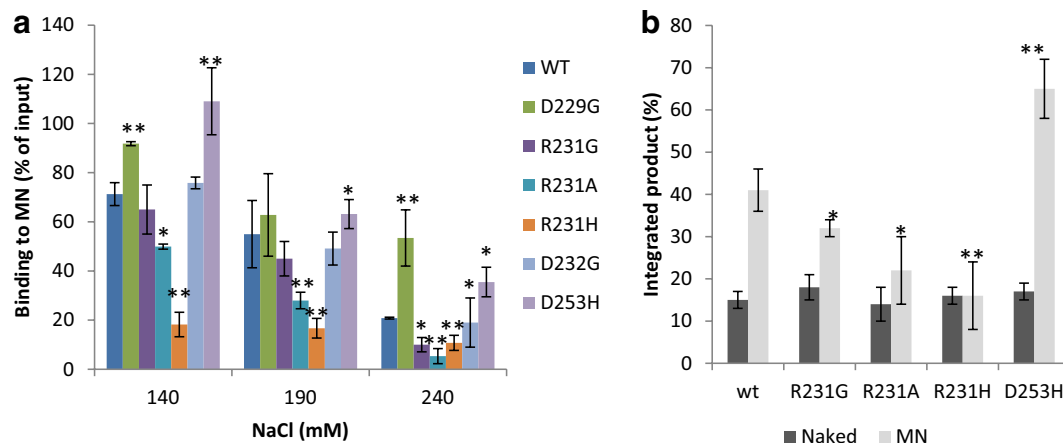 a
Binding to MN (% of input)
140
120
100
80
60
40
20
0
**
*
**
**
**
**
*
**
*
**
**
*
*
140
190
240
NaCl (mM)
WT
D229G
R231G
R231A
R231H
D232G
D253H
b
Integrated product (%)
80
70
60
50
40
30
20
10
0
*
*
**
**
wt
R231G
R231A
R231H
D253H
Naked
MN